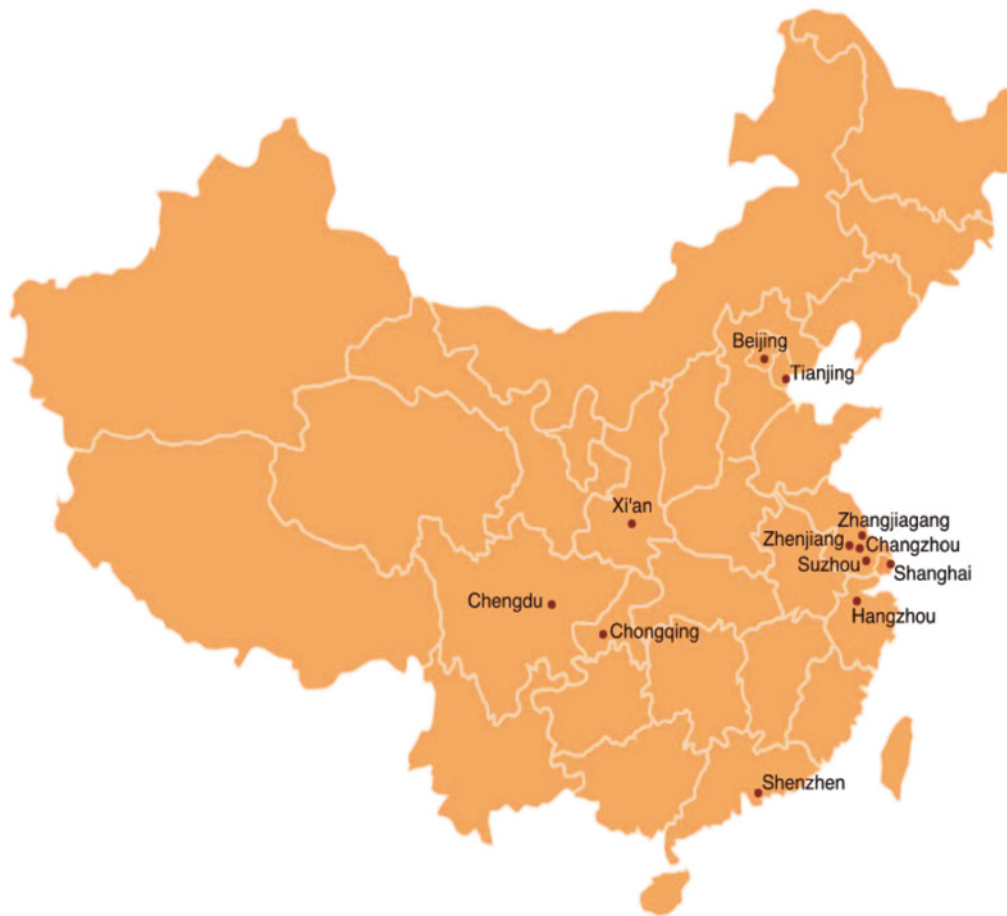 Beijing
Tianjing
Xi'an
Zhangjiagang
Zhenjiang
Changzhou
Suzhou
Shanghai
Chengdu
Hangzhou
Chongqing
Shenzhen